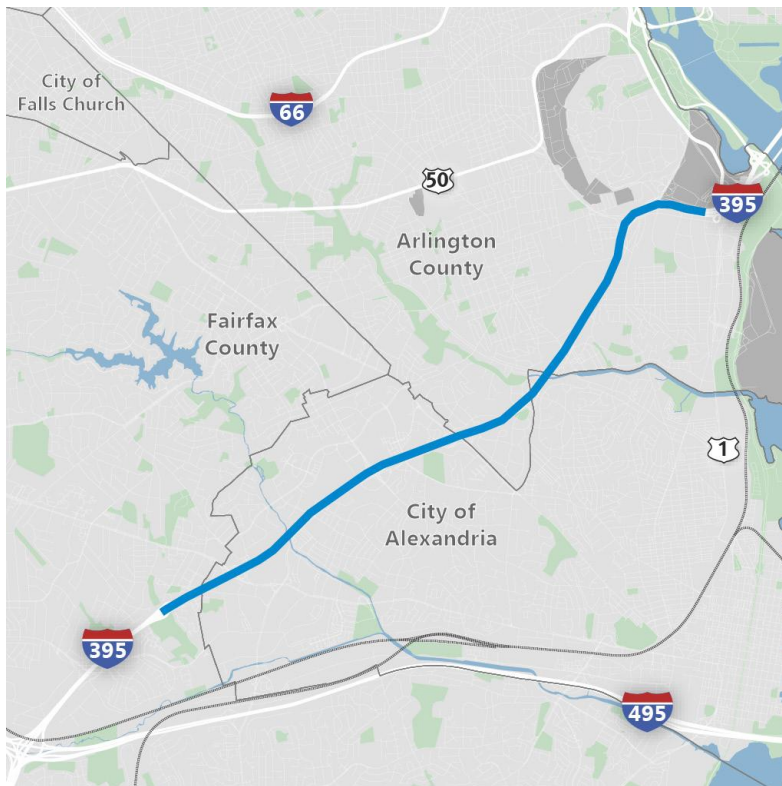 City of
Falls Church
66
50
395
Arlington
County
Fairfax
County
1
City of
Alexandria
395
495